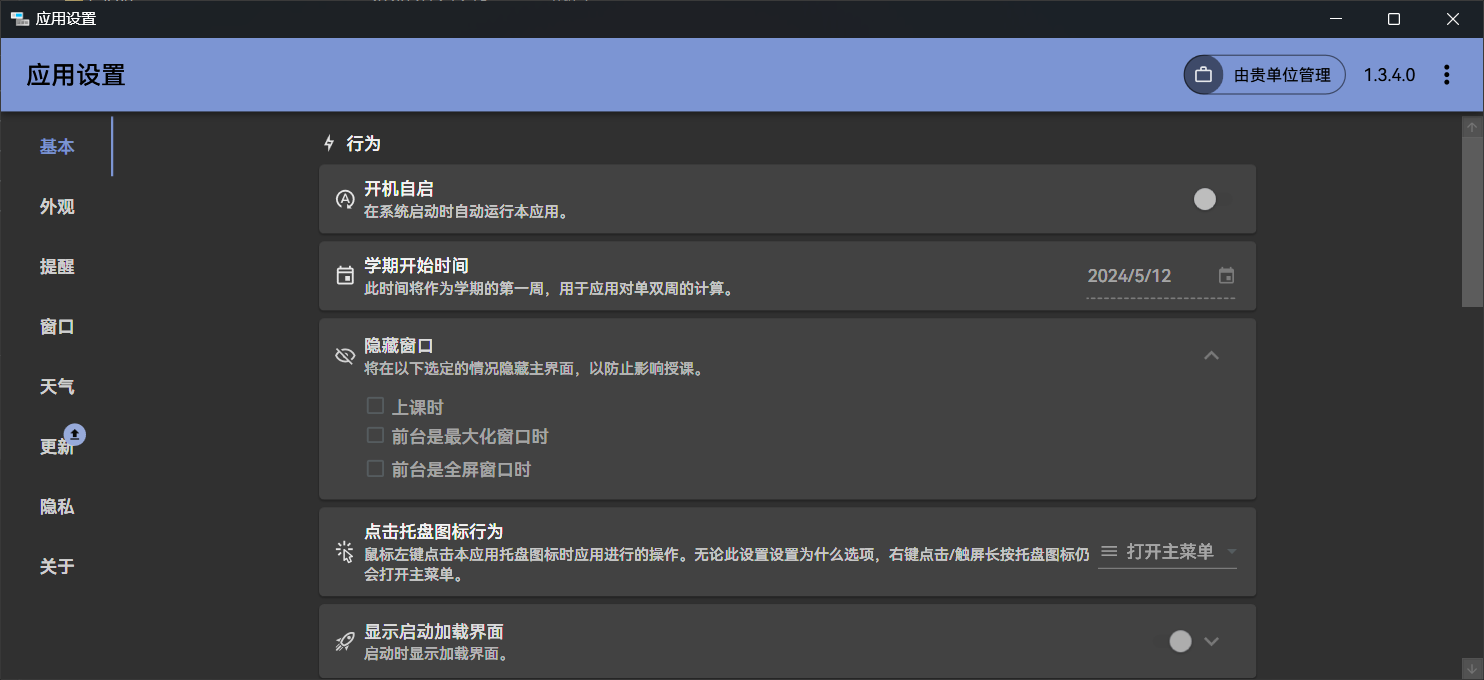 应用设置
应用设置
由贵单位管理
1.3.4.0
基本
外观
提醒
窗口
天气
更新
隐私
关于
行为
开机自启
在系统启动时自动运行本应用。
学期开始时间
此时间将作为学期的第一周，用于应用对单双周的计算。
2024/5/12
隐藏窗口
将在以下选定的情况隐藏主界面，以防止影响授课。
上课时
前台是最大化窗口时
前台是全屏窗口时
点击托盘图标行为
鼠标左键点击本应用托盘图标时应用进行的操作。无论此设置设置为什么选项，右键点击/触屏长按托盘图标仍
会打开主菜单。
打开主菜单
显示启动加载界面
启动时显示加载界面。